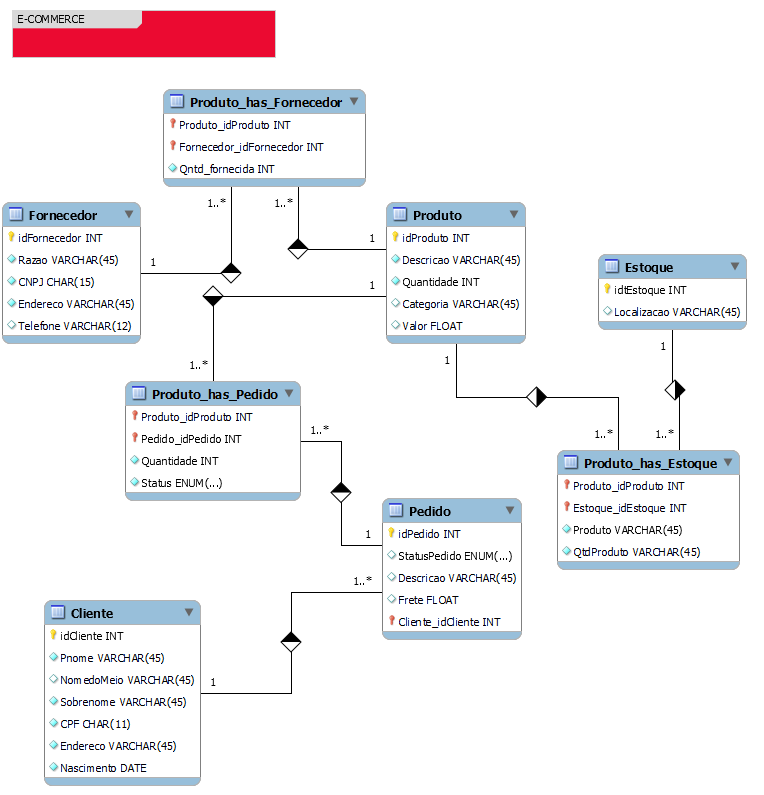 E-COMMERCE
Produto_has_Fornecedor
Produto_idProduto INT
Fornecedor_idFornecedor INT
Qntd_fornecida INT
1..*
1..*
Fornecedor
idFornecedor INT
Razao VARCHAR(45)
CNPJ CHAR(15)
Endereco VARCHAR(45)
Telefone VARCHAR(12)
1
1
1
Produto
idProduto INT
Descricao VARCHAR(45)
Quantidade INT
Categoria VARCHAR(45)
Valor FLOAT
1
Estoque
idtEstoque INT
Localizacao VARCHAR(45)
1
1..*
Produto_has_Pedido
Produto_idProduto INT
Pedido_idPedido INT
Quantidade INT
Status ENUM(...)
1..*
1..*
1..*
Produto_has_Estoque
Produto_idProduto INT
Estoque_idEstoque INT
Produto VARCHAR(45)
QtdProduto VARCHAR(45)
1
1..*
Pedido
idPedido INT
StatusPedido ENUM(...)
Descricao VARCHAR(45)
Frete FLOAT
Cliente_idCliente INT
Cliente
idCliente INT
Pnome VARCHAR(45)
NomedoMeio VARCHAR(45)
Sobrenome VARCHAR(45)
CPF CHAR(11)
Endereco VARCHAR(45)
Nascimento DATE
1